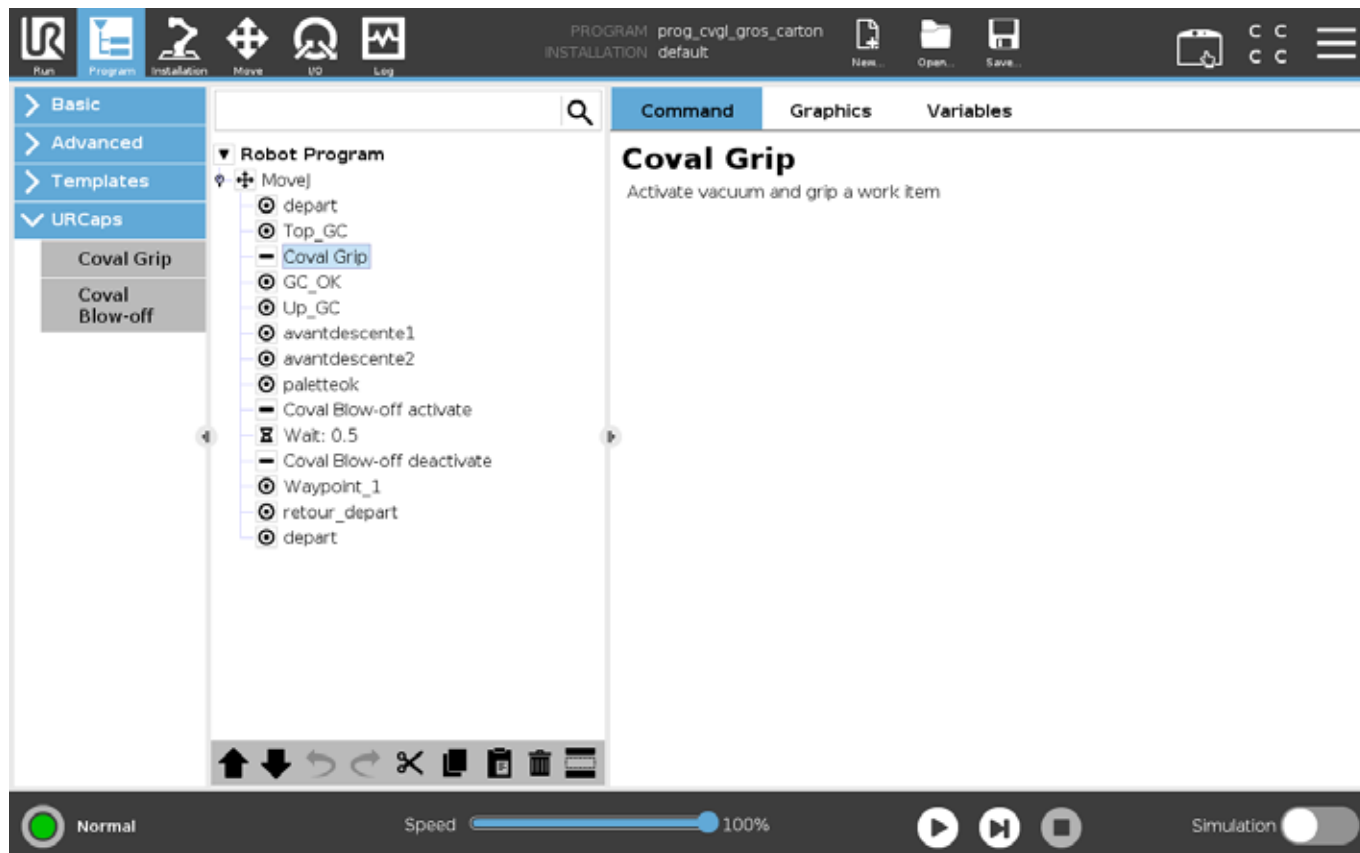 UR
PROGRAM prog_cvgl_gros_carton
INSTALLATION default
Run Program Installation Move I/O Log New... Open... Save...
C C
C C
Basic
Advanced
Templates
URCaps
Coval Grip
Coval
Blow-off
Robot Program
MoveJ
depart
Top_GC
Coval Grip
GC_OK
Up_GC
avantdescente1
avantdescente2
paletteok
Coval Blow-off activate
Wait: 0.5
Coval Blow-off deactivate
Waypoint_1
retour_depart
depart
Command Graphics Variables
Coval Grip
Activate vacuum and grip a work item
Normal Speed 100% Simulation